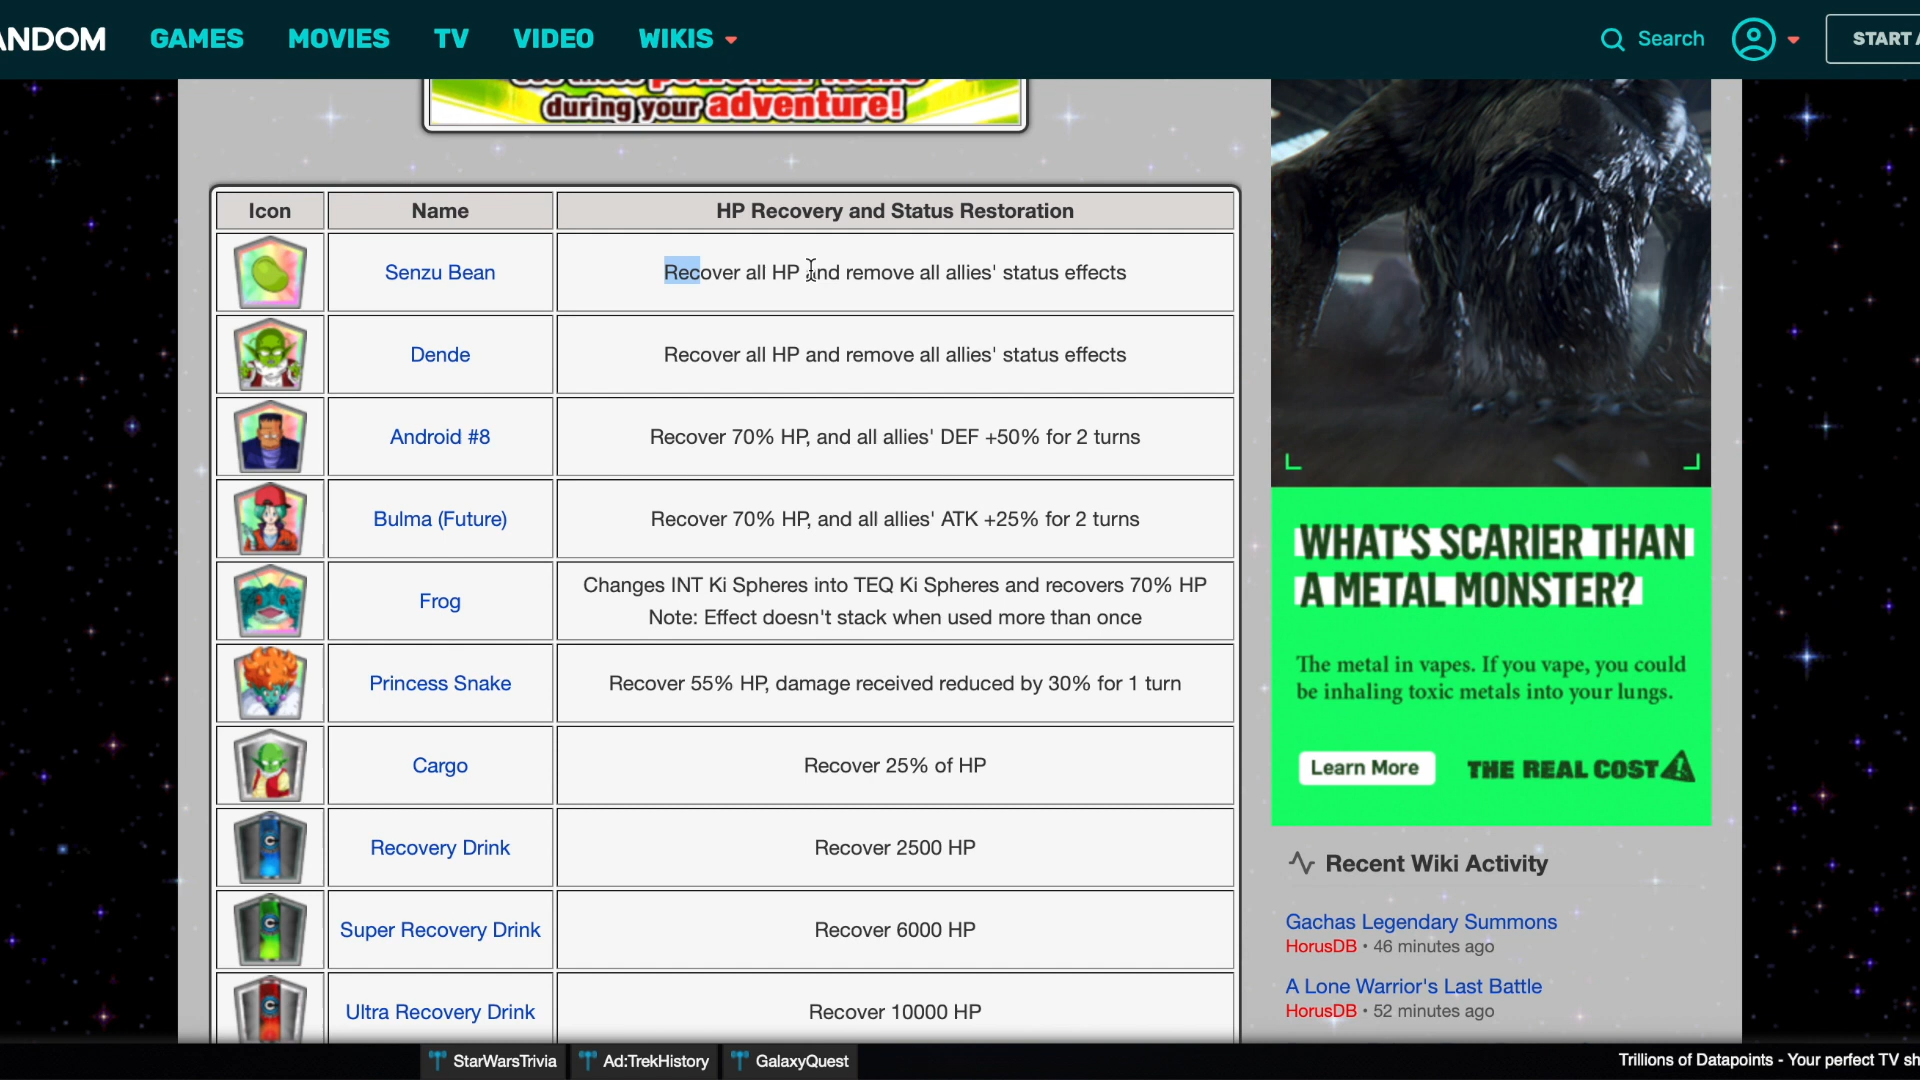 ANDOM GAMES MOVIES TV VIDEO WIKIS Search START A
during your adventure!
Icon Name HP Recovery and Status Restoration
Senzu Bean Recover all HP and remove all allies' status effects
Dende Recover all HP and remove all allies' status effects
Android #8 Recover 70% HP, and all allies' DEF +50% for 2 turns
Bulma (Future) Recover 70% HP, and all allies' ATK +25% for 2 turns
Frog Changes INT Ki Spheres into TEQ Ki Spheres and recovers 70% HP
Note: Effect doesn't stack when used more than once
Princess Snake Recover 55% HP, damage received reduced by 30% for 1 turn
Cargo Recover 25% of HP
Recovery Drink Recover 2500 HP
Super Recovery Drink Recover 6000 HP
Ultra Recovery Drink Recover 10000 HP
WHAT'S SCARIER THAN
A METAL MONSTER?
The metal in vapes. If you vape, you could
be inhaling toxic metals into your lungs.
Learn More THE REAL COST
Recent Wiki Activity
Gachas Legendary Summons
HorusDB • 46 minutes ago
A Lone Warrior's Last Battle
HorusDB • 52 minutes ago
StarWarsTrivia Ad:TrekHistory GalaxyQuest Trillions of Datapoints - Your perfect TV sh